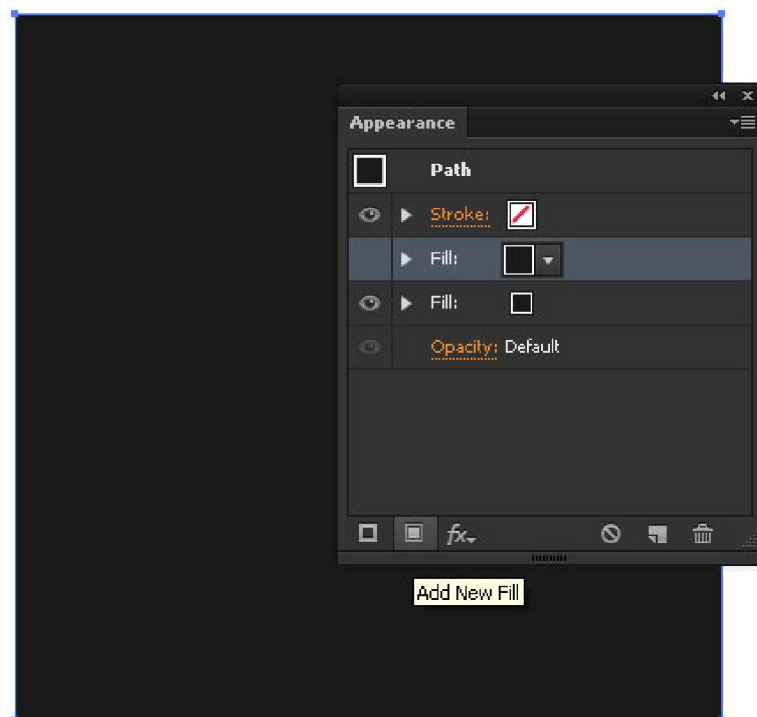 Appearance
Path
Stroke:
Fill:
Fill:
Opacity: Default
fx
Add New Fill